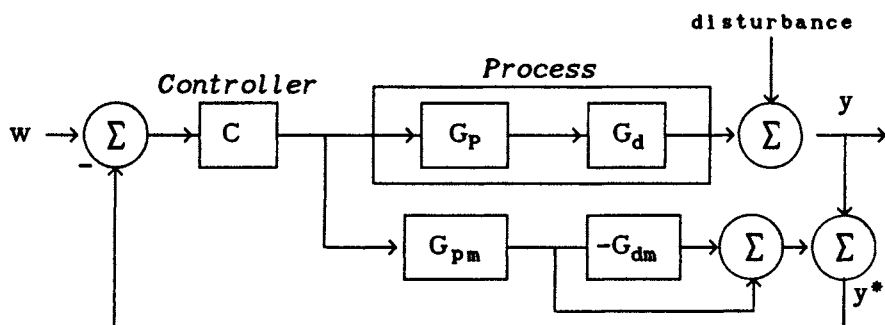 disturbance
Controller
Process
y
w
Σ
C
G_P
G_d
Σ
-
G_pm
-G_dm
Σ
Σ
y*